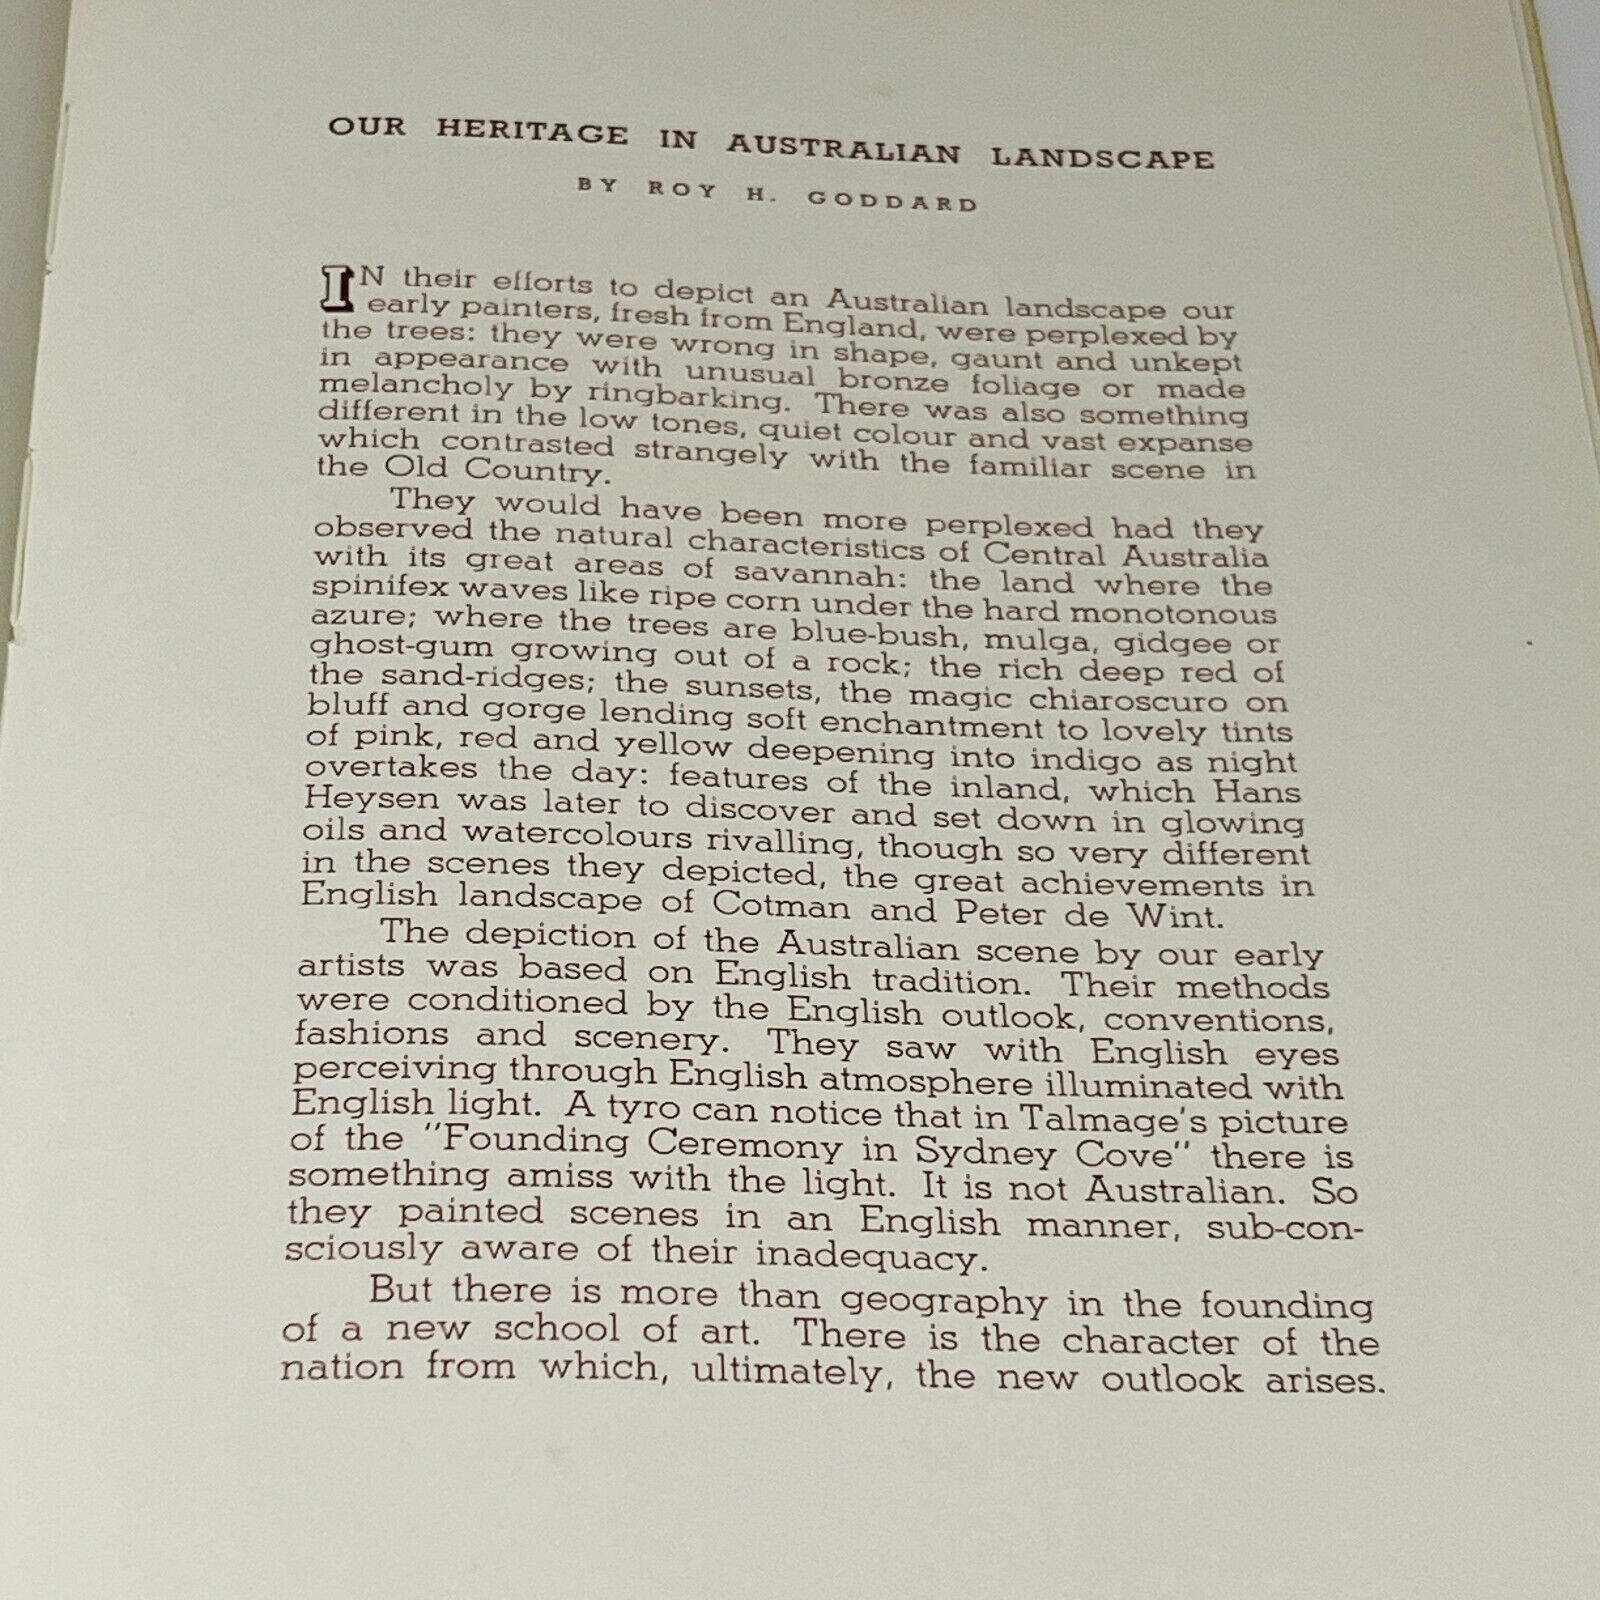 OUR HERITAGE IN AUSTRALIAN LANDSCAPE
BY ROY H. GODDARD
IN their efforts to depict an Australian landscape our
early painters, fresh from England, were perplexed by
the trees: they were wrong in shape, gaunt and unkept
in appearance with unusual bronze foliage or made
melancholy by ringbarking. There was also something
different in the low tones, quiet colour and vast expanse
which contrasted strangely with the familiar scene in
the Old Country.
They would have been more perplexed had they
observed the natural characteristics of Central Australia
with its great areas of savannah: the land where the
spinifex waves like ripe corn under the hard monotonous
azure; where the trees are blue-bush, mulga, gidgee or
ghost-gum growing out of a rock; the rich deep red of
the sand-ridges; the sunsets, the magic chiaroscuro on
bluff and gorge lending soft enchantment to lovely tints
of pink, red and yellow deepening into indigo as night
overtakes the day: features of the inland, which Hans
Heysen was later to discover and set down in glowing
oils and watercolours rivalling, though so very different
in the scenes they depicted, the great achievements in
English landscape of Cotman and Peter de Wint.
The depiction of the Australian scene by our early
artists was based on English tradition. Their methods
were conditioned by the English outlook, conventions,
fashions and scenery. They saw with English eyes
perceiving through English atmosphere illuminated with
English light. A tyro can notice that in Talmage's picture
of the "Founding Ceremony in Sydney Cove" there is
something amiss with the light. It is not Australian. So
they painted scenes in an English manner, sub-con-
sciously aware of their inadequacy.
But there is more than geography in the founding
of a new school of art. There is the character of the
nation from which, ultimately, the new outlook arises.